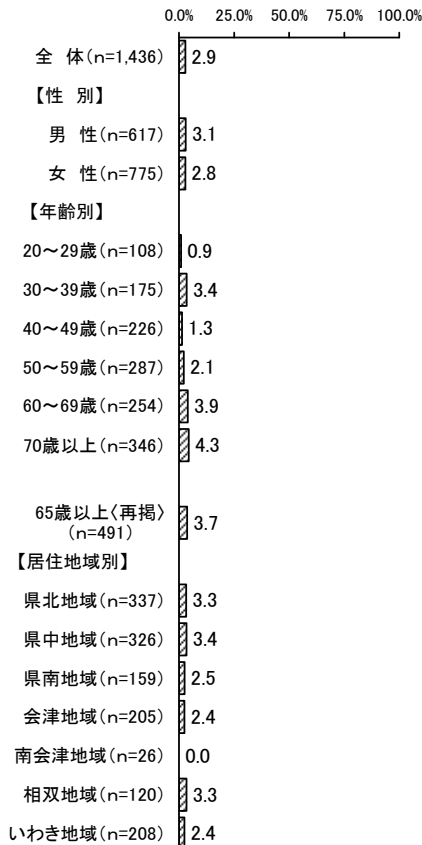 0.0% 25.0% 50.0% 75.0% 100.0%
全 体(n=1,436) 2.9
【性 別】
男 性(n=617) 3.1
女 性(n=775) 2.8
【年齢別】
20～29歳(n=108) 0.9
30～39歳(n=175) 3.4
40～49歳(n=226) 1.3
50～59歳(n=287) 2.1
60～69歳(n=254) 3.9
70歳以上(n=346) 4.3
65歳以上〈再掲〉
(n=491) 3.7
【居住地域別】
県北地域(n=337) 3.3
県中地域(n=326) 3.4
県南地域(n=159) 2.5
会津地域(n=205) 2.4
南会津地域(n=26) 0.0
相双地域(n=120) 3.3
いわき地域(n=208) 2.4